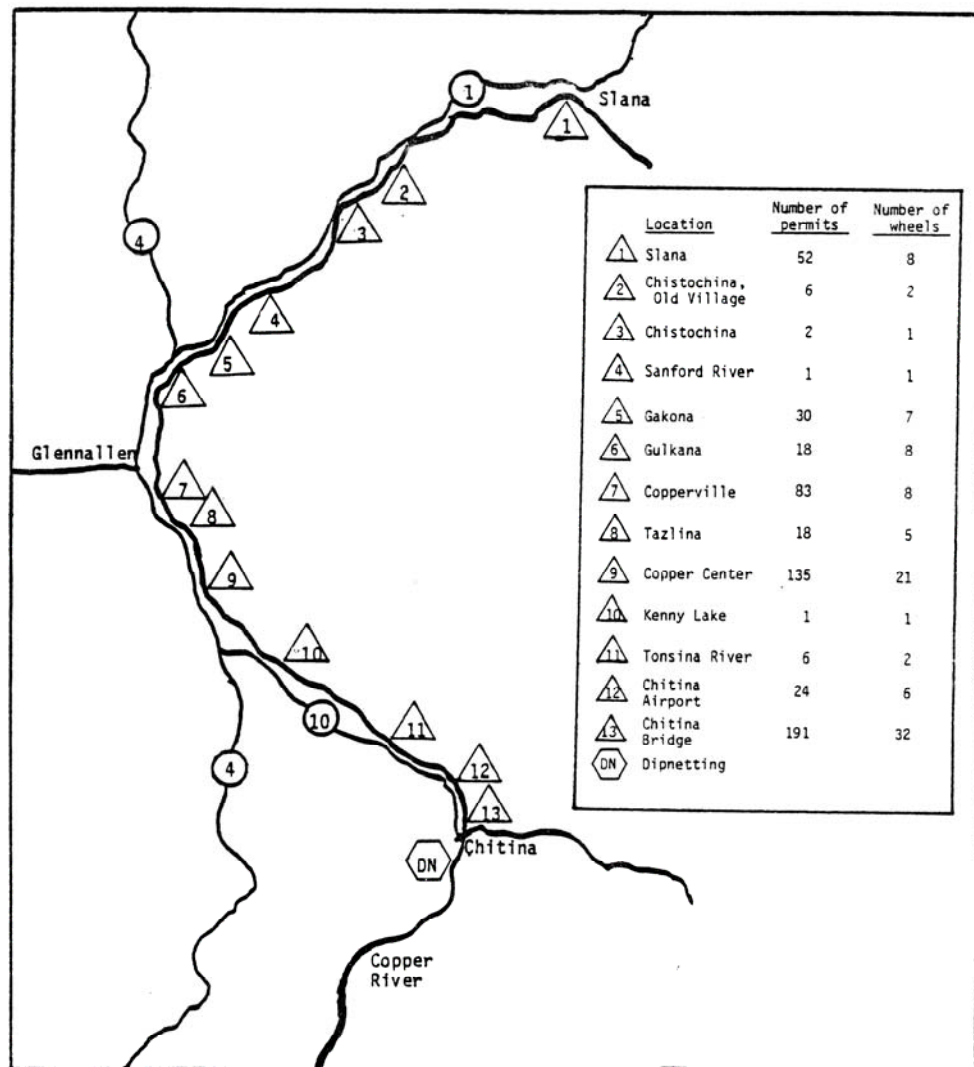 1
Slana
1
2
3
4
4
5
6
Glennallen
7
8
9
10
10
11
4
12
13
Chitina
DN
Copper
River
Location Number of permits Number of wheels
1 Slana 52 8
2 Chistochina, Old Village 6 2
3 Chistochina 2 1
4 Sanford River 1 1
5 Gakona 30 7
6 Gulkana 18 8
7 Copperville 83 8
8 Tazlina 18 5
9 Copper Center 135 21
10 Kenny Lake 1 1
11 Tonsina River 6 2
12 Chitina Airport 24 6
13 Chitina Bridge 191 32
DN Dipnetting